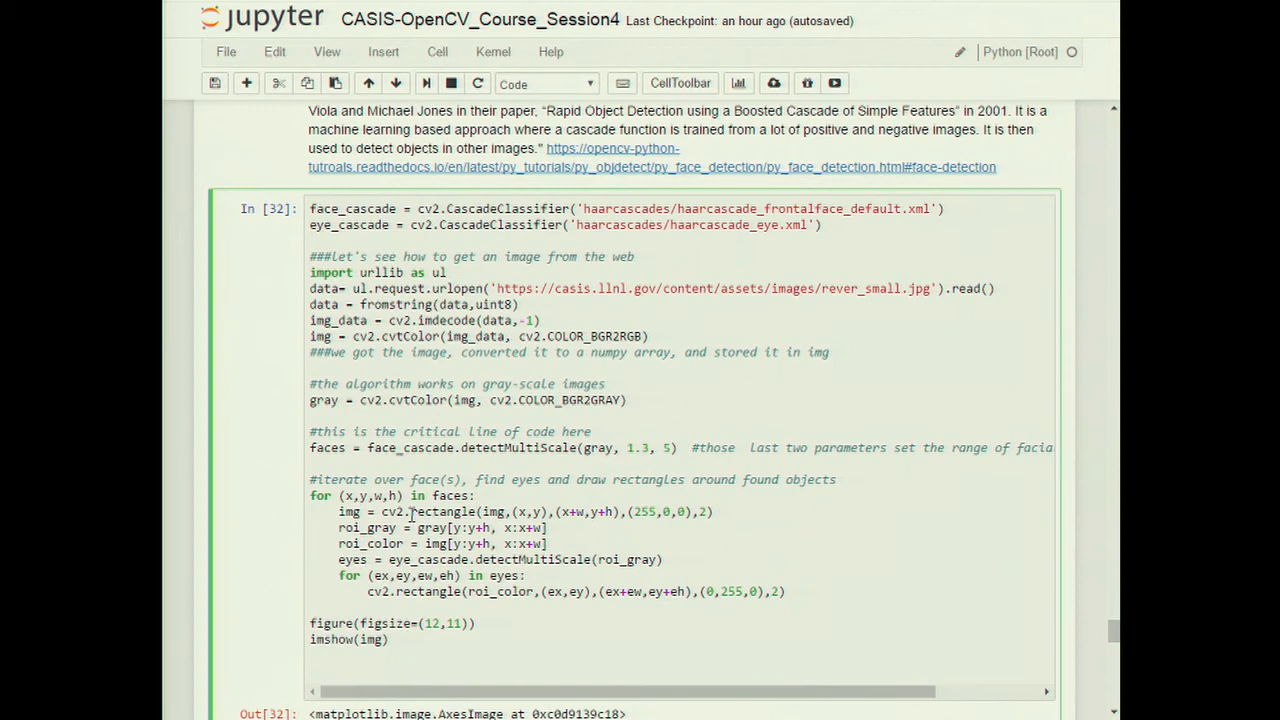 jupyter CASIS-OpenCV_Course_Session4 Last Checkpoint: an hour ago (autosaved)
File Edit View Insert Cell Kernel Help Python [Root]
Code CellToolbar
Viola and Michael Jones in their paper, “Rapid Object Detection using a Boosted Cascade of Simple Features” in 2001. It is a
machine learning based approach where a cascade function is trained from a lot of positive and negative images. It is then
used to detect objects in other images." https://opencv-python-
tutroals.readthedocs.io/en/latest/py_tutorials/py_objdetect/py_face_detection/py_face_detection.html#face-detection
In [32]: face_cascade = cv2.CascadeClassifier('haarcascades/haarcascade_frontalface_default.xml')
eye_cascade = cv2.CascadeClassifier('haarcascades/haarcascade_eye.xml')
###let's see how to get an image from the web
import urllib as ul
data= ul.request.urlopen('https://casis.llnl.gov/content/assets/images/rever_small.jpg').read()
data = fromstring(data,uint8)
img_data = cv2.imdecode(data,-1)
img = cv2.cvtColor(img_data, cv2.COLOR_BGR2RGB)
###we got the image, converted it to a numpy array, and stored it in img
#the algorithm works on gray-scale images
gray = cv2.cvtColor(img, cv2.COLOR_BGR2GRAY)
#this is the critical line of code here
faces = face_cascade.detectMultiScale(gray, 1.3, 5)  #those  last two parameters set the range of facia
#iterate over face(s), find eyes and draw rectangles around found objects
for (x,y,w,h) in faces:
    img = cv2.rectangle(img,(x,y),(x+w,y+h),(255,0,0),2)
    roi_gray = gray[y:y+h, x:x+w]
    roi_color = img[y:y+h, x:x+w]
    eyes = eye_cascade.detectMultiScale(roi_gray)
    for (ex,ey,ew,eh) in eyes:
        cv2.rectangle(roi_color,(ex,ey),(ex+ew,ey+eh),(0,255,0),2)
figure(figsize=(12,11))
imshow(img)
Out[32]: <matplotlib.image.AxesImage at 0xc0d9139c18>